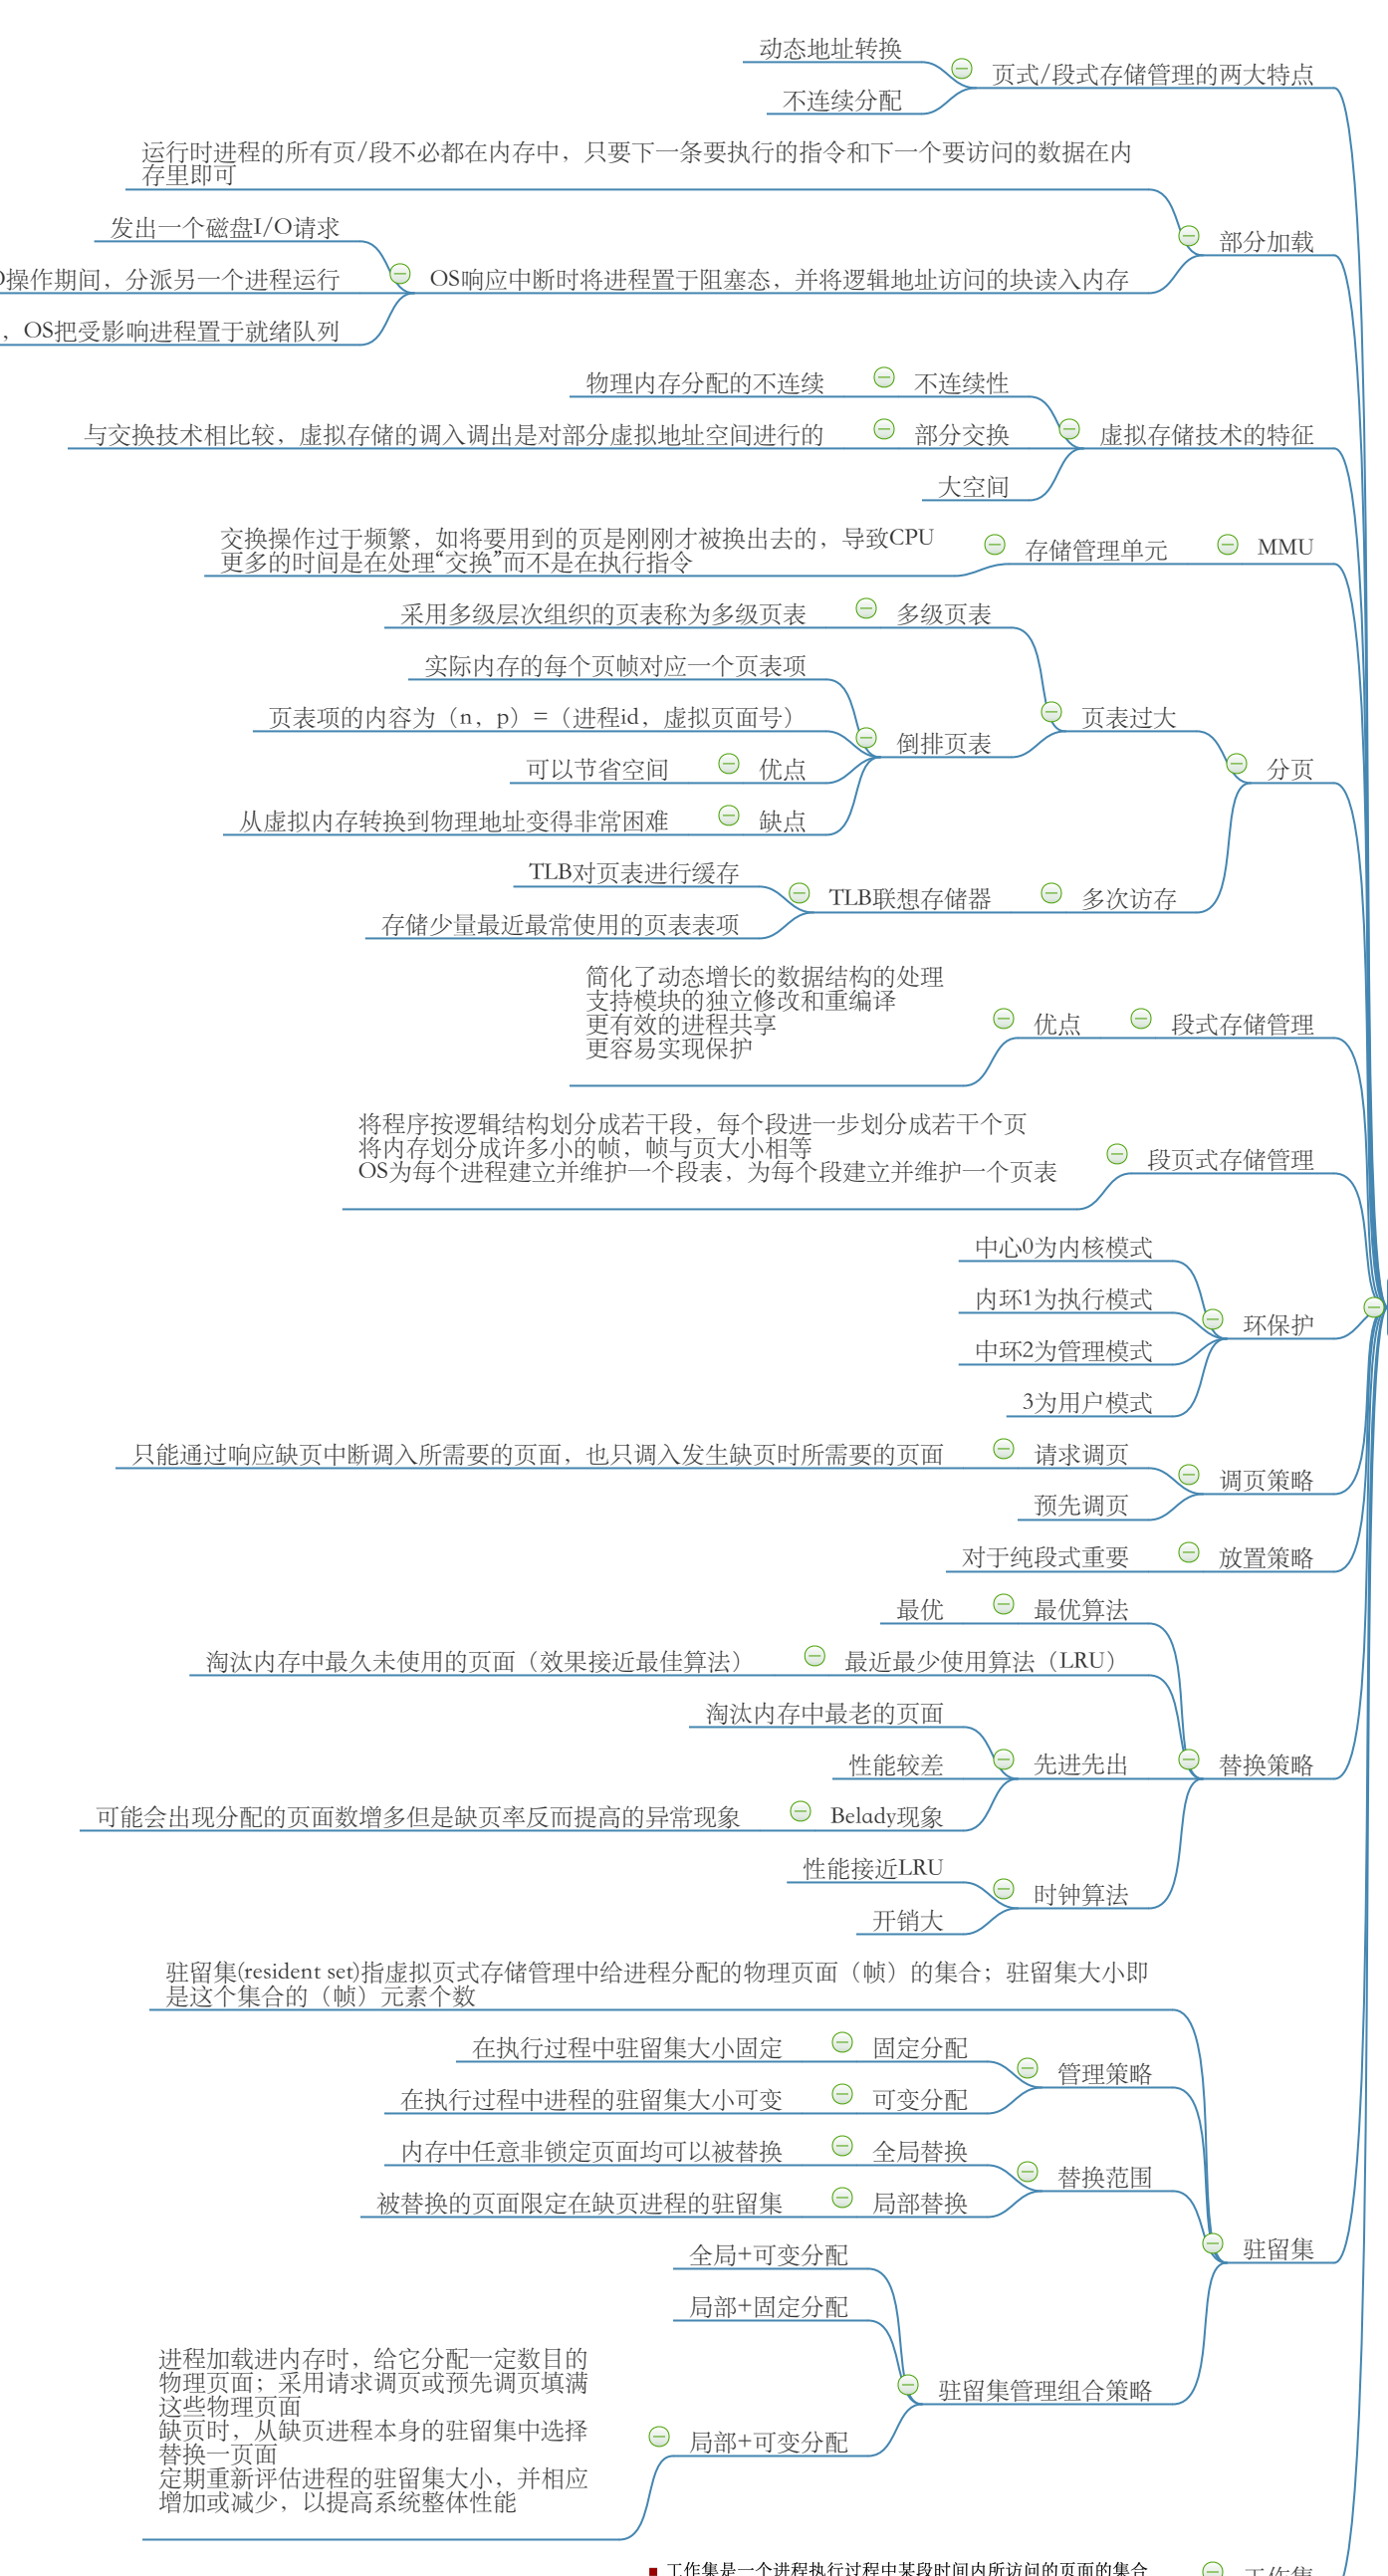 动态地址转换
页式/段式存储管理的两大特点
不连续分配
运行时进程的所有页/段不必都在内存中，只要下一条要执行的指令和下一个要访问的数据在内
存里即可
发出一个磁盘I/O请求
部分加载
操作期间，分派另一个进程运行
OS响应中断时将进程置于阻塞态，并将逻辑地址访问的块读入内存
，OS把受影响进程置于就绪队列
物理内存分配的不连续
不连续性
与交换技术相比较，虚拟存储的调入调出是对部分虚拟地址空间进行的
部分交换
虚拟存储技术的特征
大空间
交换操作过于频繁，如将要用到的页是刚刚才被换出去的，导致CPU
更多的时间是在处理“交换”而不是在执行指令
存储管理单元
MMU
采用多级层次组织的页表称为多级页表
多级页表
实际内存的每个页帧对应一个页表项
页表项的内容为（n，p）=（进程id，虚拟页面号）
页表过大
倒排页表
可以节省空间
优点
分页
从虚拟内存转换到物理地址变得非常困难
缺点
TLB对页表进行缓存
TLB联想存储器
多次访存
存储少量最近最常使用的页表表项
简化了动态增长的数据结构的处理
支持模块的独立修改和重编译
更有效的进程共享
更容易实现保护
优点
段式存储管理
将程序按逻辑结构划分成若干段，每个段进一步划分成若干个页
将内存划分成许多小的帧，帧与页大小相等
OS为每个进程建立并维护一个段表，为每个段建立并维护一个页表
段页式存储管理
中心0为内核模式
内环1为执行模式
环保护
中环2为管理模式
3为用户模式
只能通过响应缺页中断调入所需要的页面，也只调入发生缺页时所需要的页面
请求调页
调页策略
预先调页
对于纯段式重要
放置策略
最优
最优算法
淘汰内存中最久未使用的页面（效果接近最佳算法）
最近最少使用算法（LRU）
淘汰内存中最老的页面
性能较差
先进先出
替换策略
可能会出现分配的页面数增多但是缺页率反而提高的异常现象
Belady现象
性能接近LRU
时钟算法
开销大
驻留集(resident set)指虚拟页式存储管理中给进程分配的物理页面（帧）的集合；驻留集大小即
是这个集合的（帧）元素个数
在执行过程中驻留集大小固定
固定分配
管理策略
在执行过程中进程的驻留集大小可变
可变分配
内存中任意非锁定页面均可以被替换
全局替换
替换范围
被替换的页面限定在缺页进程的驻留集
局部替换
驻留集
全局+可变分配
局部+固定分配
驻留集管理组合策略
进程加载进内存时，给它分配一定数目的
物理页面；采用请求调页或预先调页填满
这些物理页面
缺页时，从缺页进程本身的驻留集中选择
替换一页面
定期重新评估进程的驻留集大小，并相应
增加或减少，以提高系统整体性能
局部+可变分配
工作集是一个进程执行过程中某段时间内所访问的页面的集合